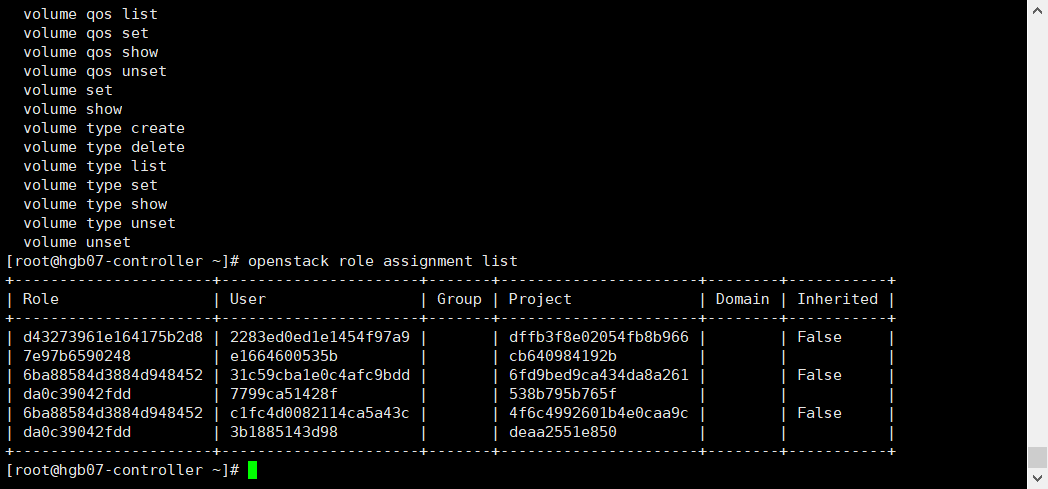 volume qos list
volume qos set
volume qos show
volume qos unset
volume set
volume show
volume type create
volume type delete
volume type list
volume type set
volume type show
volume type unset
volume unset
[root@hgb07-controller ~]# openstack role assignment list
+----------------------+----------------------+-------+----------------------+--------+-----------+
| Role                 | User                 | Group | Project              | Domain | Inherited |
+----------------------+----------------------+-------+----------------------+--------+-----------+
| d43273961e164175b2d8 | 2283ed0ed1e1454f97a9 |       | dffb3f8e02054fb8b966 |        | False     |
| 7e97b6590248         | e1664600535b         |       | cb640984192b         |        |           |
| 6ba88584d3884d948452 | 31c59cba1e0c4afc9bdd |       | 6fd9bed9ca434da8a261 |        | False     |
| da0c39042fdd         | 7799ca51428f         |       | 538b795b765f         |        |           |
| 6ba88584d3884d948452 | c1fc4d0082114ca5a43c |       | 4f6c4992601b4e0caa9c |        | False     |
| da0c39042fdd         | 3b1885143d98         |       | deaa2551e850         |        |           |
+----------------------+----------------------+-------+----------------------+--------+-----------+
[root@hgb07-controller ~]#